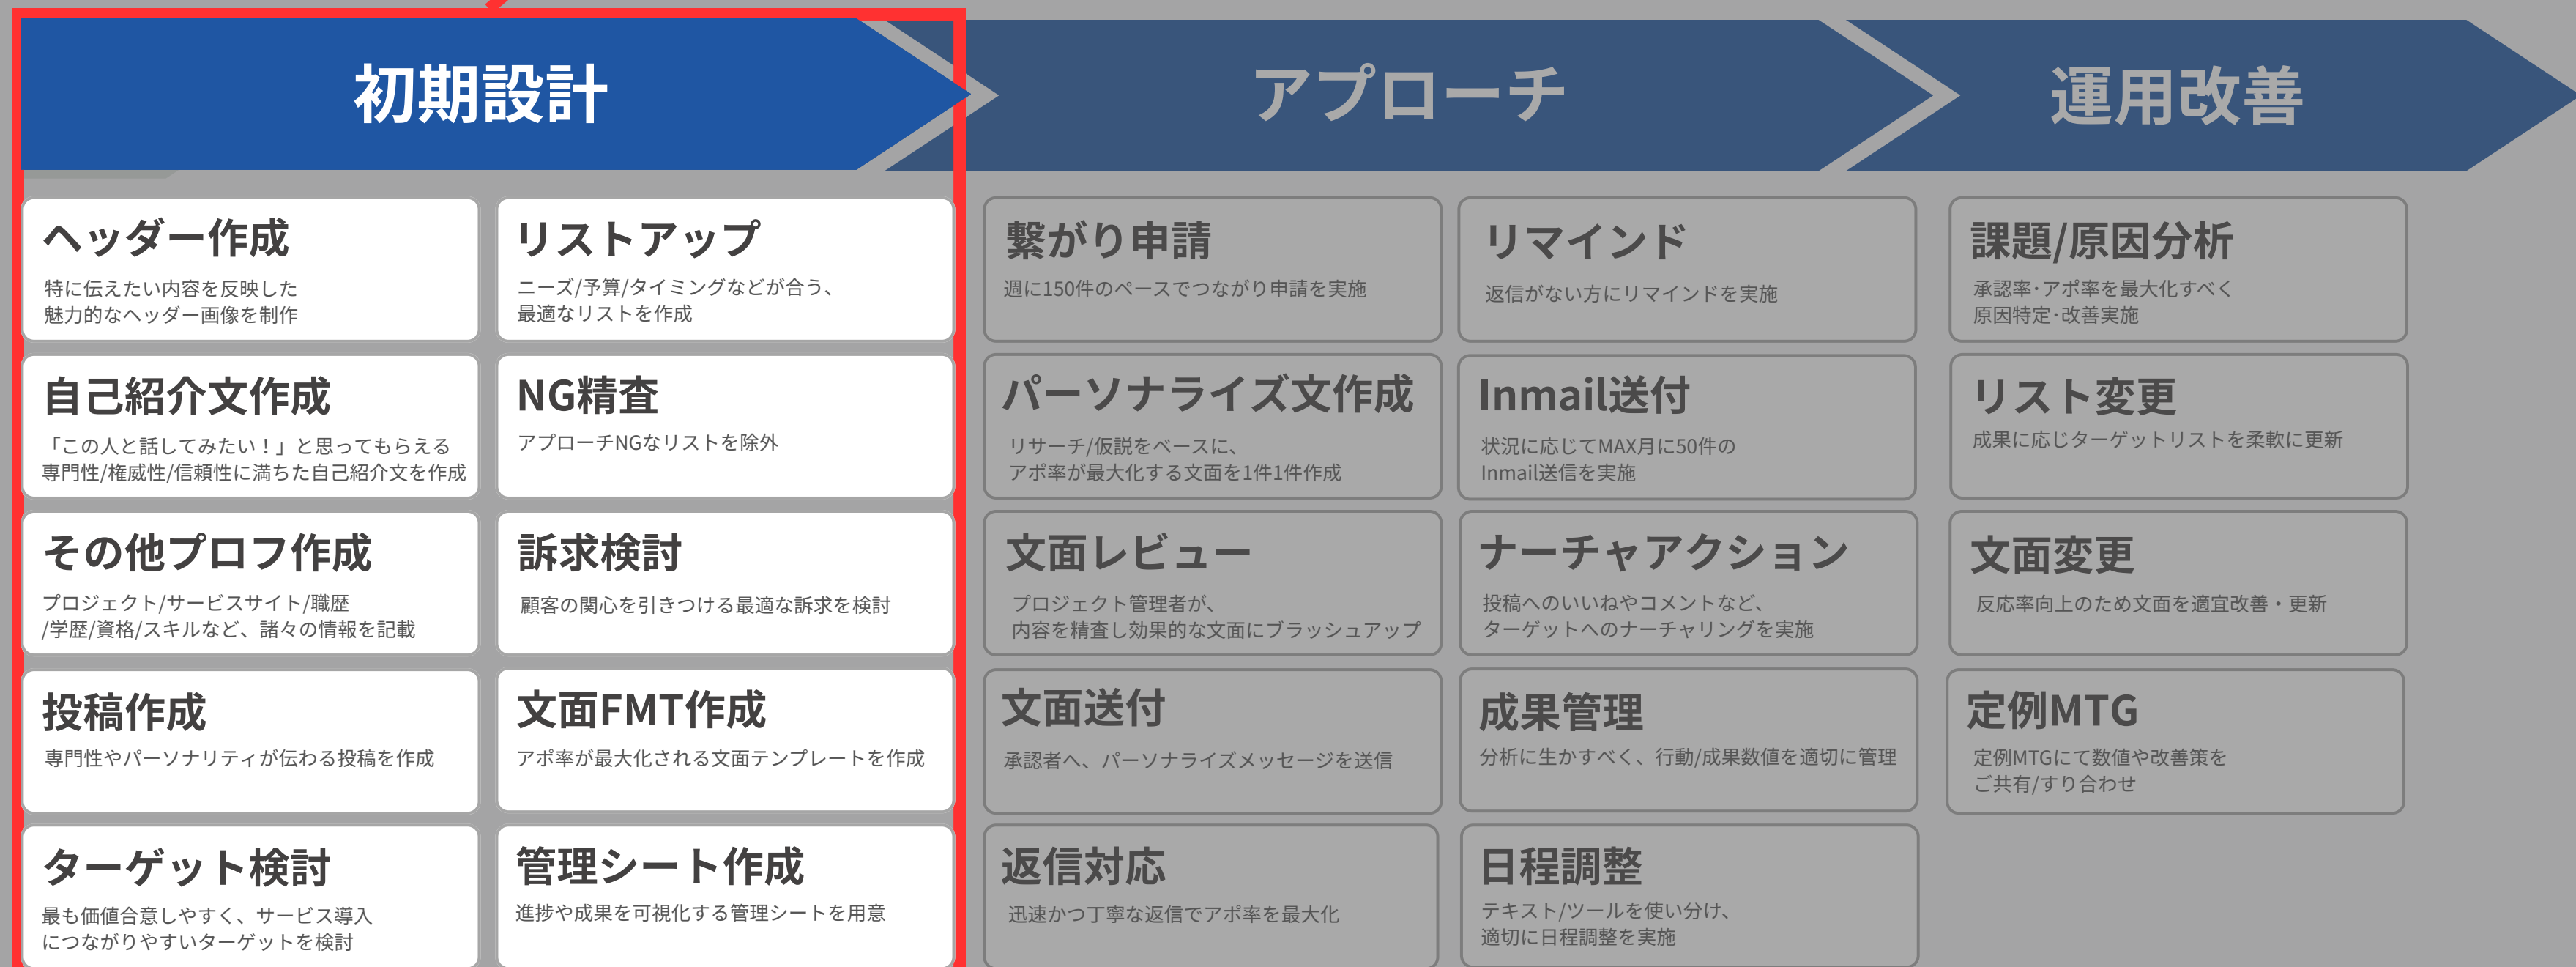 初期設計
アプローチ
運用改善
ヘッダー作成
特に伝えたい内容を反映した
魅力的なヘッダー画像を制作
自己紹介文作成
「この人と話してみたい！」と思ってもらえる
専門性/権威性/信頼性に満ちた自己紹介文を作成
その他プロフ作成
プロジェクト/サービスサイト/職歴
/学歴/資格/スキルなど、諸々の情報を記載
投稿作成
専門性やパーソナリティが伝わる投稿を作成
ターゲット検討
最も価値合意しやすく、サービス導入
につながりやすいターゲットを検討
リストアップ
ニーズ/予算/タイミングなどが合う、
最適なリストを作成
NG精査
アプローチNGなリストを除外
訴求検討
顧客の関心を引きつける最適な訴求を検討
文面FMT作成
アポ率が最大化される文面テンプレートを作成
管理シート作成
進捗や成果を可視化する管理シートを用意
繋がり申請
週に150件のペースでつながり申請を実施
パーソナライズ文作成
リサーチ/仮説をベースに、
アポ率が最大化する文面を1件1件作成
文面レビュー
プロジェクト管理者が、
内容を精査し効果的な文面にブラッシュアップ
文面送付
承認者へ、パーソナライズメッセージを送信
返信対応
迅速かつ丁寧な返信でアポ率を最大化
リマインド
返信がない方にリマインドを実施
Inmail送付
状況に応じてMAX月に50件の
Inmail送信を実施
ナーチャアクション
投稿へのいいねやコメントなど、
ターゲットへのナーチャリングを実施
成果管理
分析に生かすべく、行動/成果数値を適切に管理
日程調整
テキスト/ツールを使い分け、
適切に日程調整を実施
課題/原因分析
承認率･アポ率を最大化すべく
原因特定･改善実施
リスト変更
成果に応じターゲットリストを柔軟に更新
文面変更
反応率向上のため文面を適宜改善・更新
定例MTG
定例MTGにて数値や改善策を
ご共有/すり合わせ